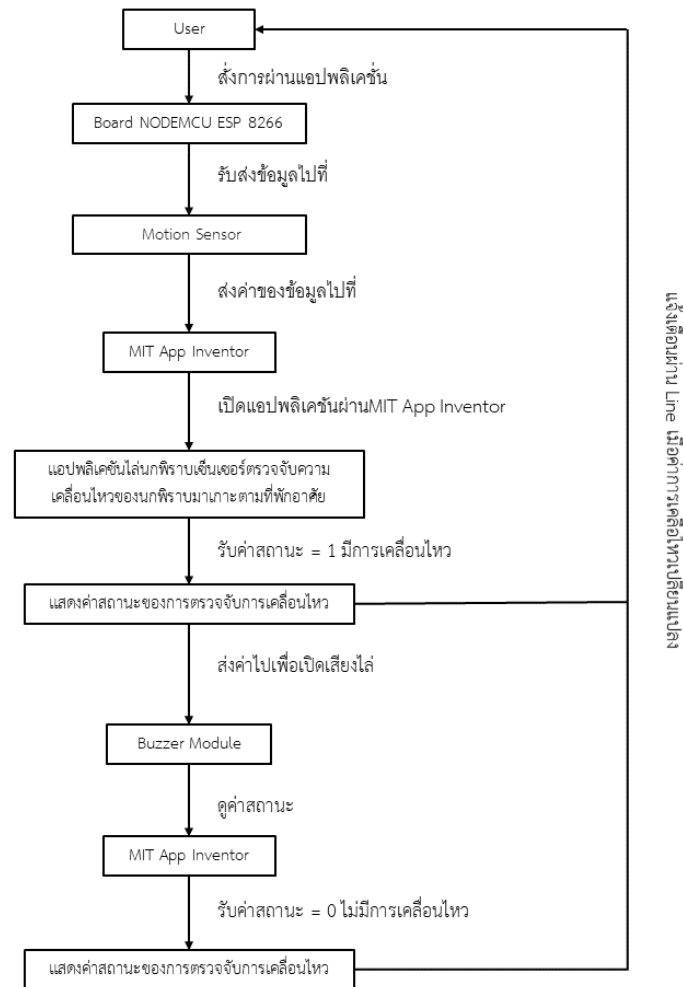 User
สั่งการผ่านแอปพลิเคชั่น
Board NODEMCU ESP 8266
รับส่งข้อมูลไปที่
Motion Sensor
ส่งค่าของข้อมูลไปที่
MIT App Inventor
เปิดแอปพลิเคชันผ่านMIT App Inventor
แอปพลิเคชันไล่นกพิราบเซ็นเซอร์ตรวจจับความ
เคลื่อนไหวของนกพิราบมาเกาะตามที่พักอาศัย
รับค่าสถานะ = 1 มีการเคลื่อนไหว
แสดงค่าสถานะของการตรวจจับการเคลื่อนไหว
ส่งค่าไปเพื่อเปิดเสียงไล่
Buzzer Module
ดูค่าสถานะ
MIT App Inventor
รับค่าสถานะ = 0 ไม่มีการเคลื่อนไหว
แสดงค่าสถานะของการตรวจจับการเคลื่อนไหว
แจ้งเตือนผ่าน Line เมื่อค่าการเคลื่อไหวเปลี่ยนแปลง